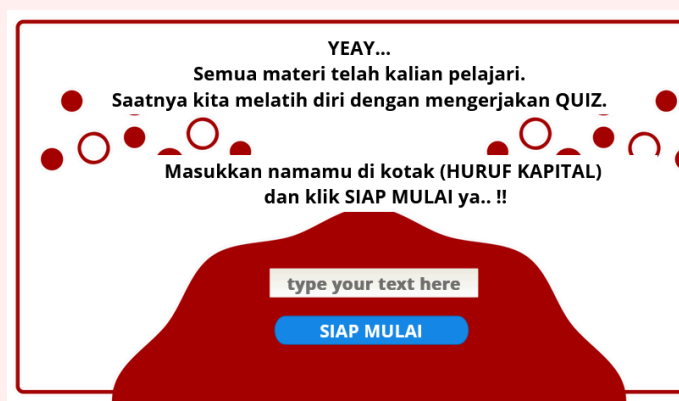 YEAY...
Semua materi telah kalian pelajari.
Saatnya kita melatih diri dengan mengerjakan QUIZ.
Masukkan namamu di kotak (HURUF KAPITAL)
dan klik SIAP MULAI ya.. !!
type your text here
SIAP MULAI